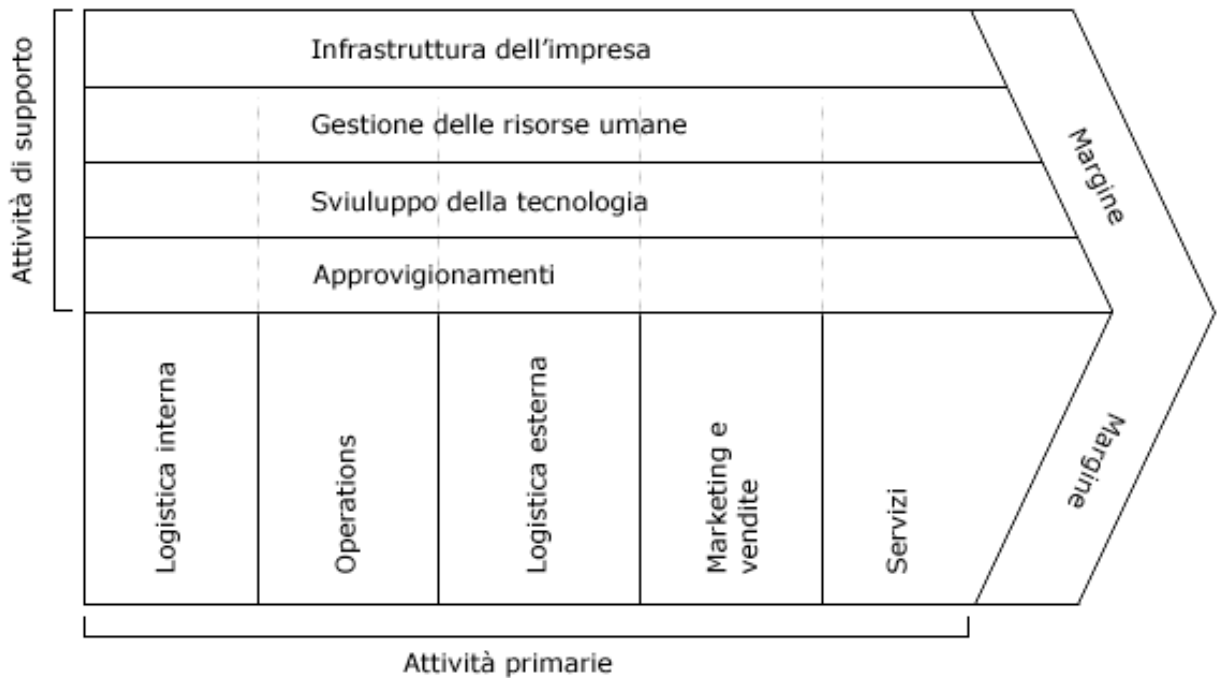 Attività di supporto
Infrastruttura dell’impresa
Gestione delle risorse umane
Sviuluppo della tecnologia
Approvigionamenti
Margine
Logistica interna
Operations
Logistica esterna
Marketing e
vendite
Servizi
Margine
Attività primarie